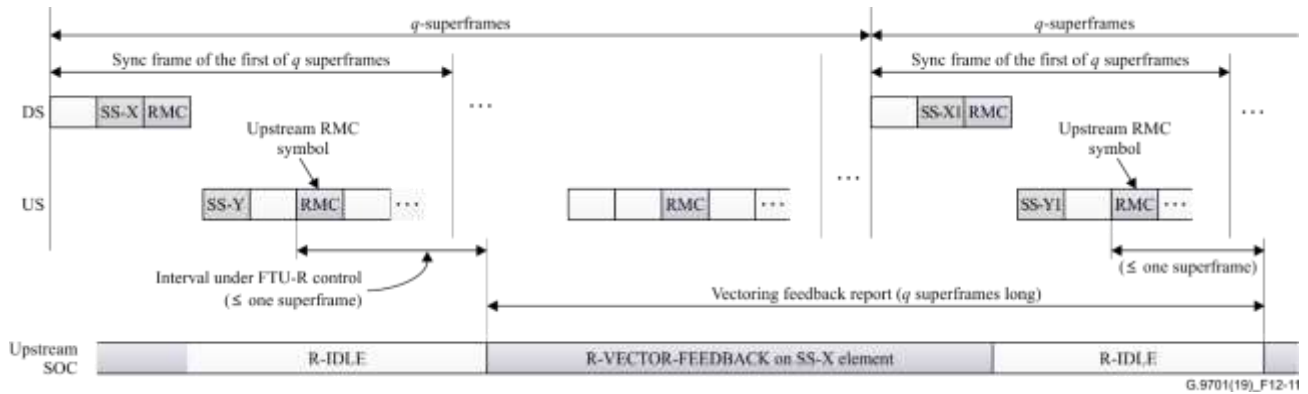 q-superframes
q-superframes
Sync frame of the first of q superframes
Sync frame of the first of q superframes
DS
SS-X
RMC
...
SS-X1
RMC
...
Upstream RMC
symbol
Upstream RMC
symbol
...
US
SS-Y
RMC
...
RMC
...
SS-Y1
RMC
...
Interval under FTU-R control
(≤ one superframe)
(≤ one superframe)
Vectoring feedback report (q superframes long)
Upstream
SOC
R-IDLE
R-VECTOR-FEEDBACK on SS-X element
R-IDLE
G.9701(19)_F12-11